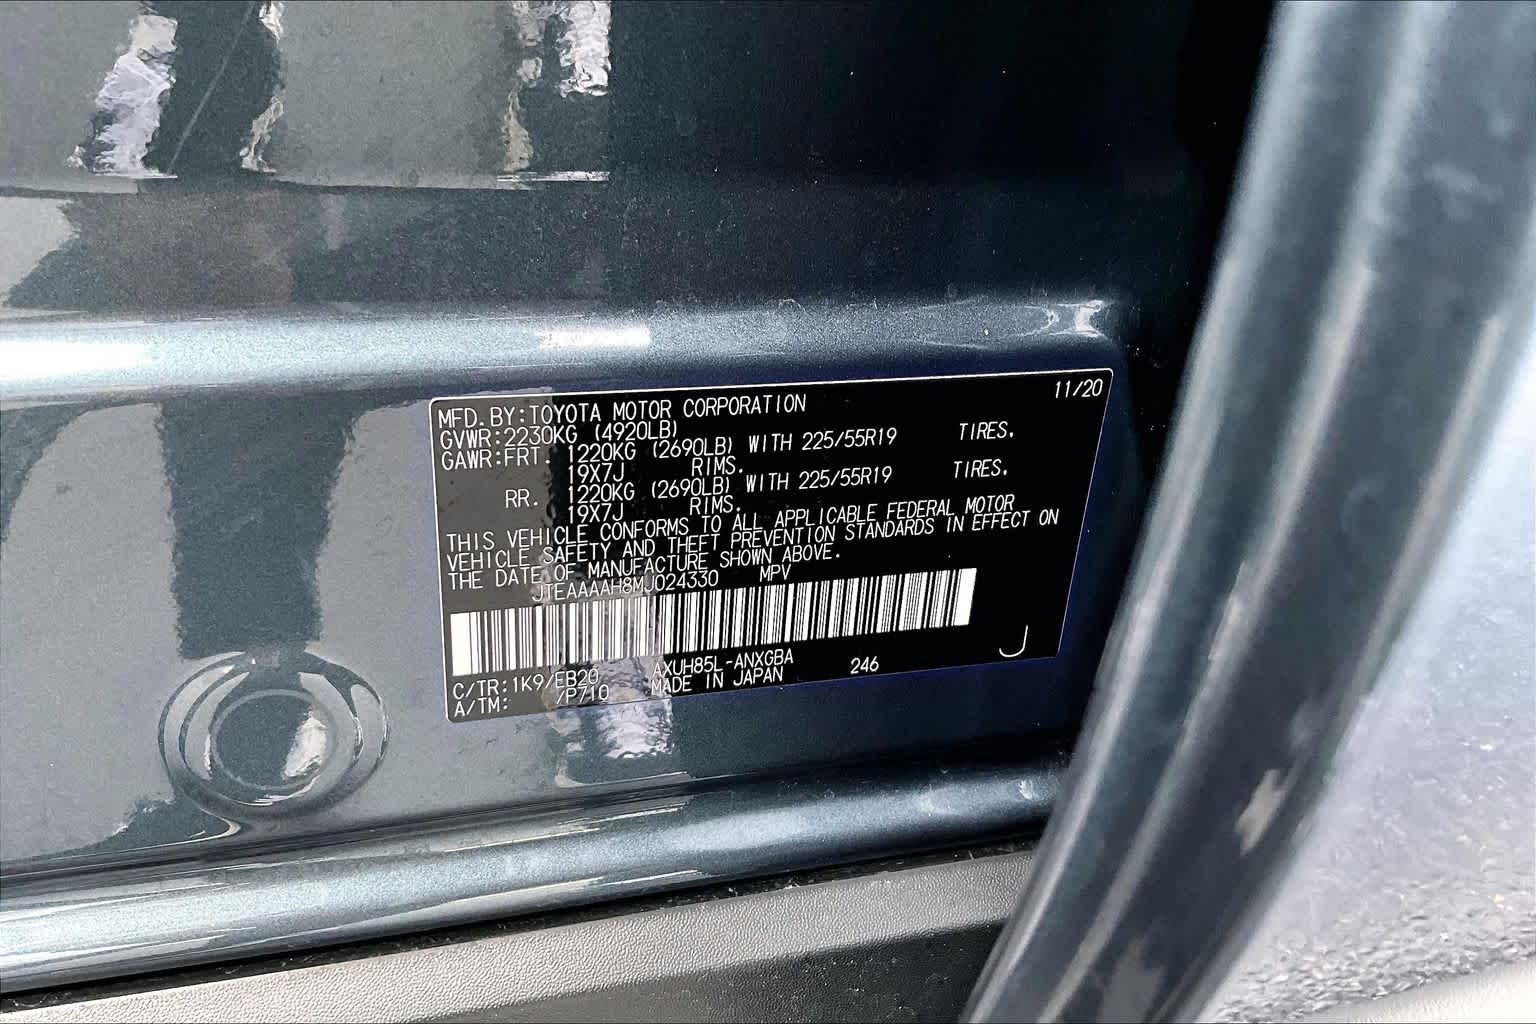 11/20
MFD.BY:TOYOTA MOTOR CORPORATION
GVWR:2230KG (4920LB)
GAWR:FRT. 1220KG (2690LB) WITH 225/55R19 TIRES.
19X7J RIMS.
RR. 1220KG (2690LB) WITH 225/55R19 TIRES.
19X7J RIMS.
THIS VEHICLE CONFORMS TO ALL APPLICABLE FEDERAL MOTOR
VEHICLE SAFETY AND THEFT PREVENTION STANDARDS IN EFFECT ON
THE DATE OF MANUFACTURE SHOWN ABOVE.
JTEAAAAH8MJ024330 MPV
C/TR:1K9/EB20 AXUH85L-ANXGBA 246 J
A/TM: /P710 MADE IN JAPAN